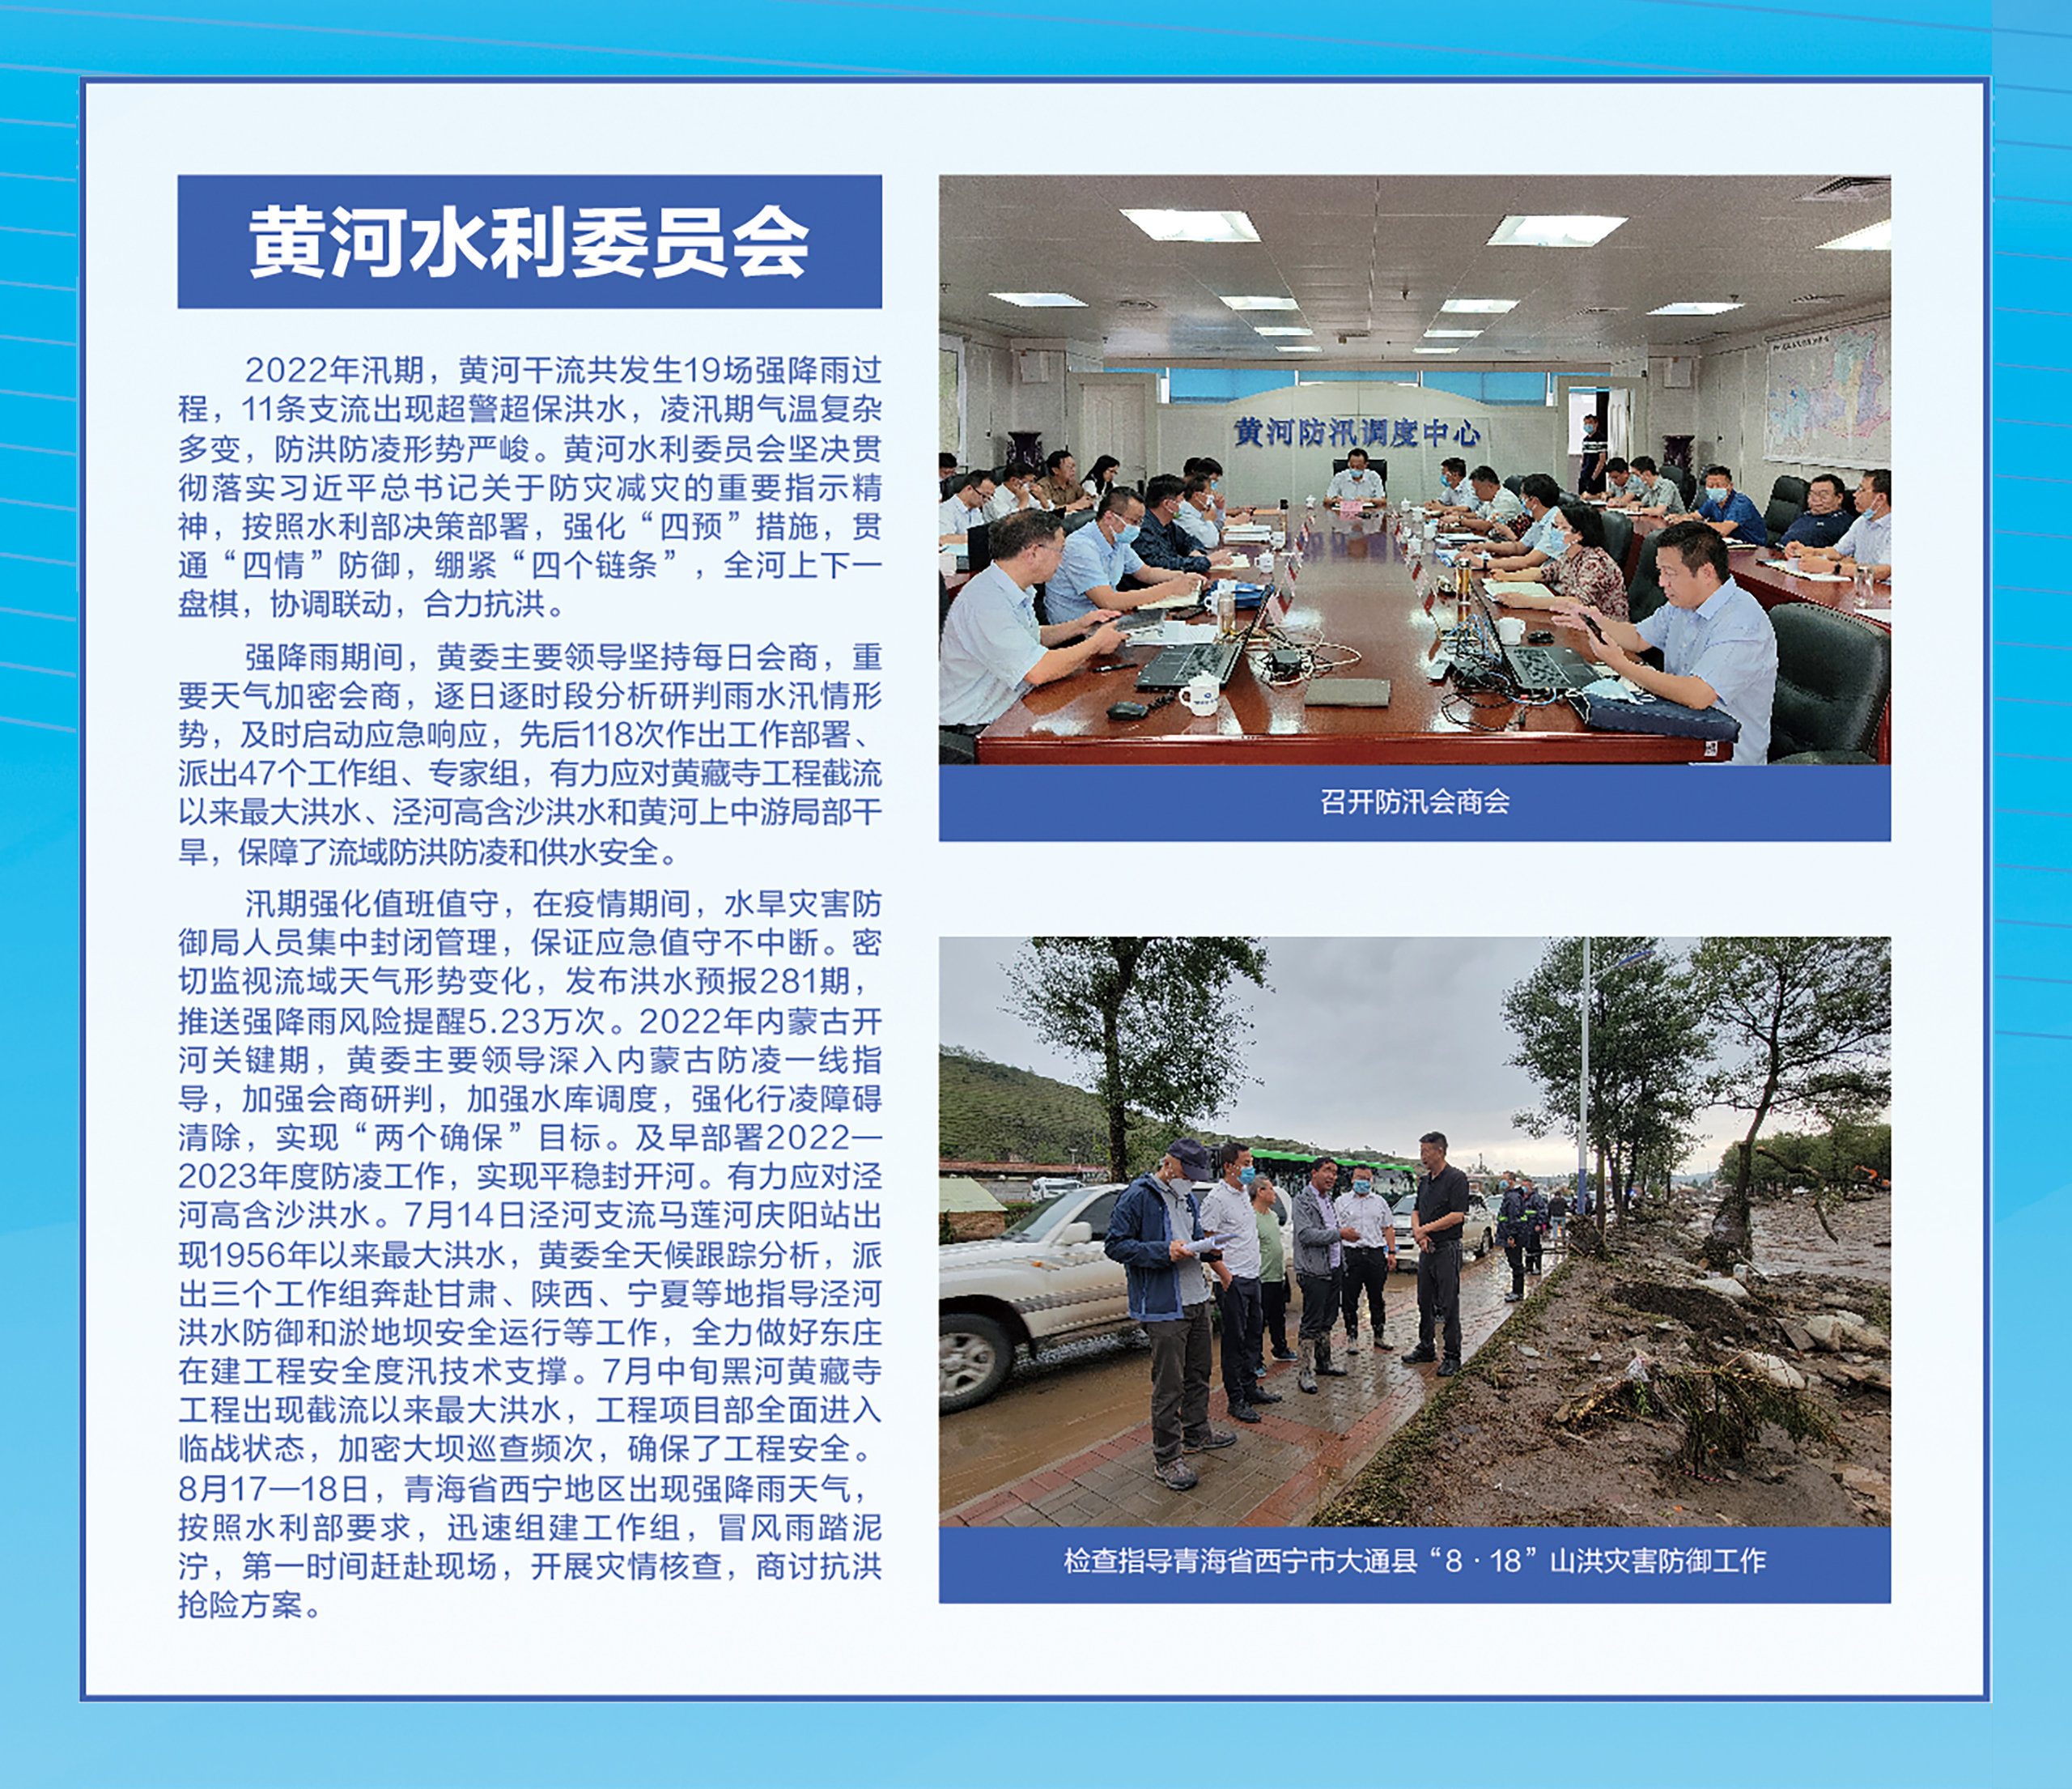 黄河水利委员会
2022年汛期，黄河干流共发生19场强降雨过
程，11条支流出现超警超保洪水，凌汛期气温复杂
多变，防洪防凌形势严峻。黄河水利委员会坚决贯
彻落实习近平总书记关于防灾减灾的重要指示精
神，按照水利部决策部署，强化“四预”措施，贯
通“四情”防御，绷紧“四个链条”，全河上下一
盘棋，协调联动，合力抗洪。
强降雨期间，黄委主要领导坚持每日会商，重
要天气加密会商，逐日逐时段分析研判雨水汛情形
势，及时启动应急响应，先后118次作出工作部署、
派出47个工作组、专家组，有力应对黄藏寺工程截流
以来最大洪水、泾河高含沙洪水和黄河上中游局部干
旱，保障了流域防洪防凌和供水安全。
汛期强化值班值守，在疫情期间，水旱灾害防
御局人员集中封闭管理，保证应急值守不中断。密
切监视流域天气形势变化，发布洪水预报281期，
推送强降雨风险提醒5.23万次。2022年内蒙古开
河关键期，黄委主要领导深入内蒙古防凌一线指
导，加强会商研判，加强水库调度，强化行凌障碍
清除，实现“两个确保”目标。及早部署2022—
2023年度防凌工作，实现平稳封开河。有力应对泾
河高含沙洪水。7月14日泾河支流马莲河庆阳站出
现1956年以来最大洪水，黄委全天候跟踪分析，派
出三个工作组奔赴甘肃、陕西、宁夏等地指导泾河
洪水防御和淤地坝安全运行等工作，全力做好东庄
在建工程安全度汛技术支撑。7月中旬黑河黄藏寺
工程出现截流以来最大洪水，工程项目部全面进入
临战状态，加密大坝巡查频次，确保了工程安全。
8月17—18日，青海省西宁地区出现强降雨天气，
按照水利部要求，迅速组建工作组，冒风雨踏泥
泞，第一时间赶赴现场，开展灾情核查，商讨抗洪
抢险方案。
黄河防汛调度中心
召开防汛会商会
检查指导青海省西宁市大通县“8·18”山洪灾害防御工作